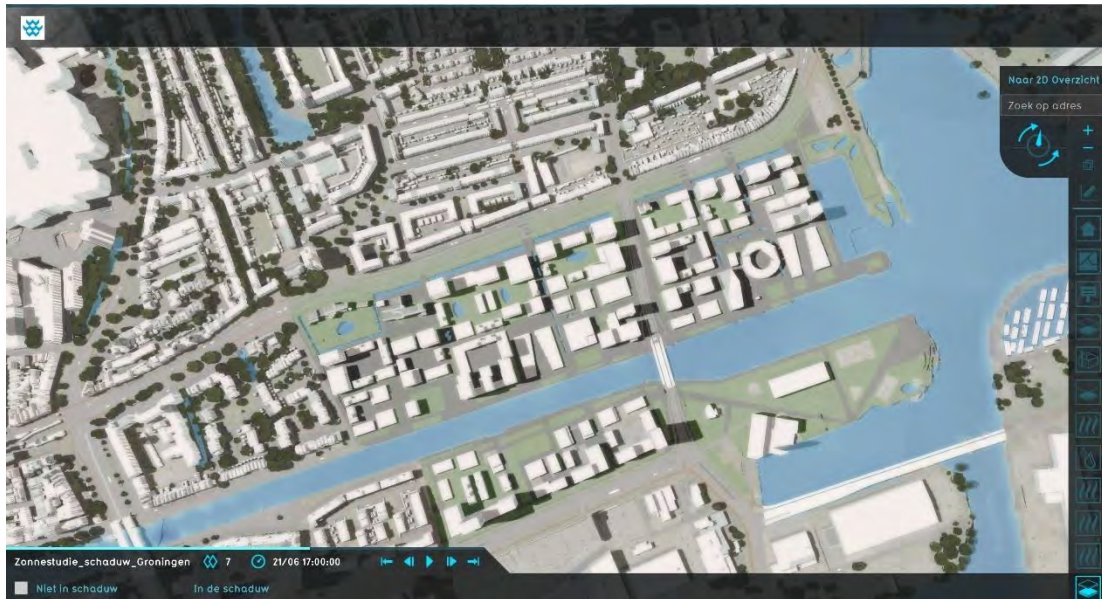 Naar 2D Overzicht
Zoek op adres
Zonnestudie_schaduw_Groningen 7 21/06 17:00:00
Niet in schaduw In de schaduw